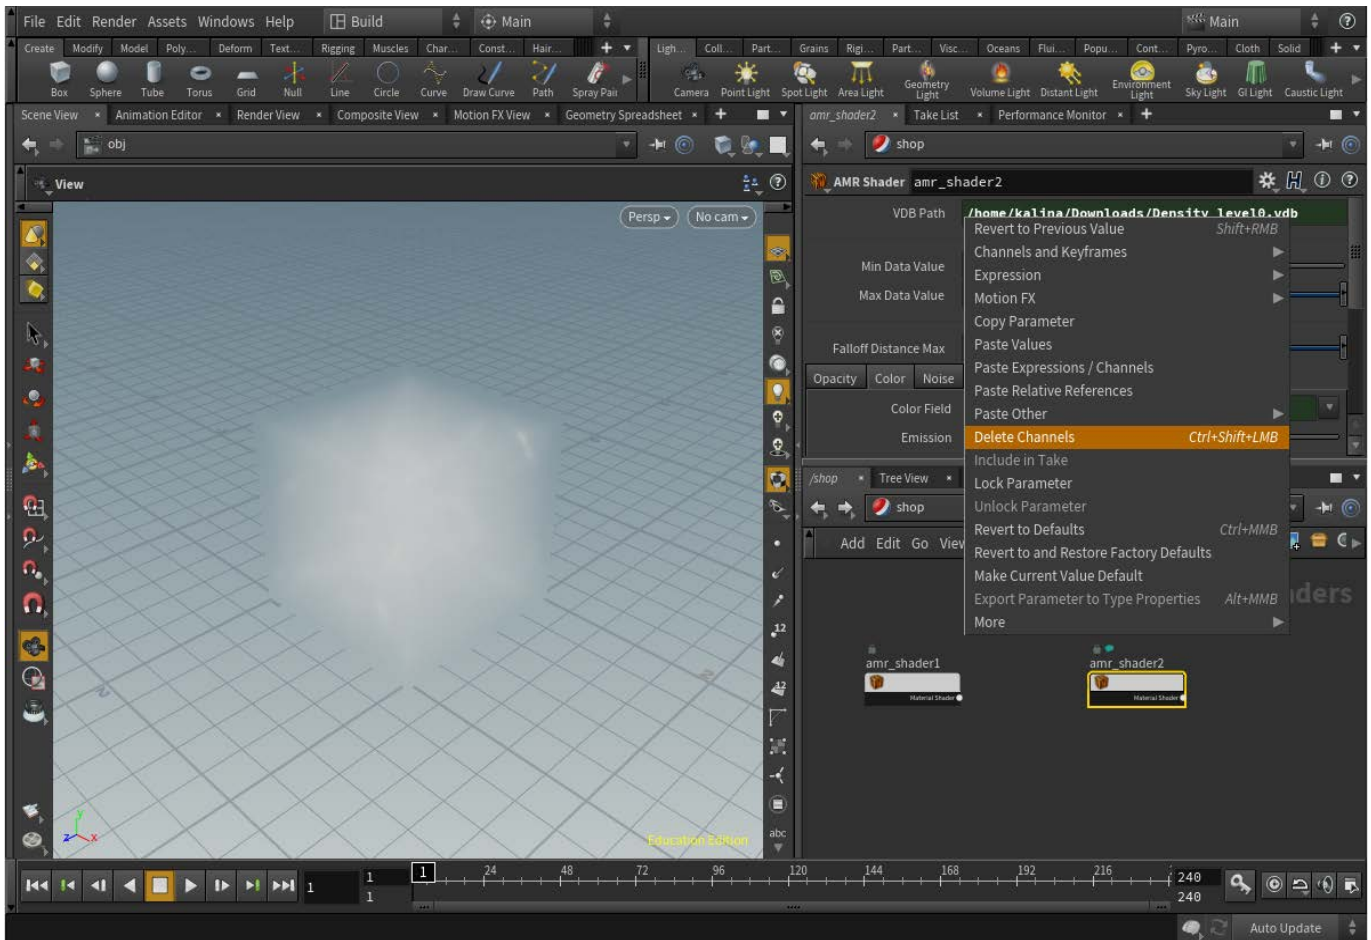 File Edit Render Assets Windows Help Build Main Main
Create Modify Model Poly... Deform Text... Rigging Muscles Char... Const... Hair... Ligh... Coll... Part... Grains Rigi... Part... Visc... Oceans Flui... Popu... Cont... Pyro... Cloth Solid
Box Sphere Tube Torus Grid Null Line Circle Curve Draw Curve Path Spray Pai Camera Point Light Spot Light Area Light Geometry Light Volume Light Distant Light Environment Light Sky Light GI Light Caustic Light
Scene View Animation Editor Render View Composite View Motion FX View Geometry Spreadsheet amr_shader2 Take List Performance Monitor
obj shop
View AMR Shader amr_shader2
Persp No cam
VDB Path /home/kalina/Downloads/Density_level0.vdb
Min Data Value
Max Data Value
Falloff Distance Max
Opacity Color Noise
Color Field
Emission
Revert to Previous Value Shift+RMB
Channels and Keyframes
Expression
Motion FX
Copy Parameter
Paste Values
Paste Expressions / Channels
Paste Relative References
Paste Other
Delete Channels Ctrl+Shift+LMB
Include in Take
Lock Parameter
Unlock Parameter
Revert to Defaults Ctrl+MMB
Revert to and Restore Factory Defaults
Make Current Value Default
Export Parameter to Type Properties Alt+MMB
More
/shop Tree View
shop
Add Edit Go View
aders
amr_shader1 amr_shader2
Material Shader Material Shader
12
12
abc
y
z x
Education Edition
1 1 1 24 48 72 96 120 144 168 192 216 240
1 240
Auto Update